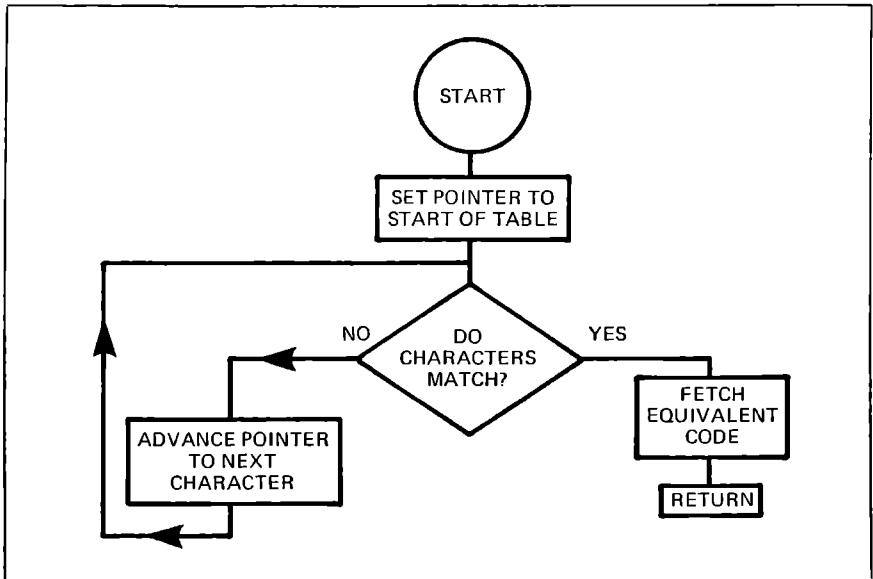 START
SET POINTER TO
START OF TABLE
NO
DO
CHARACTERS
MATCH?
YES
FETCH
EQUIVALENT
CODE
ADVANCE POINTER
TO NEXT
CHARACTER
RETURN